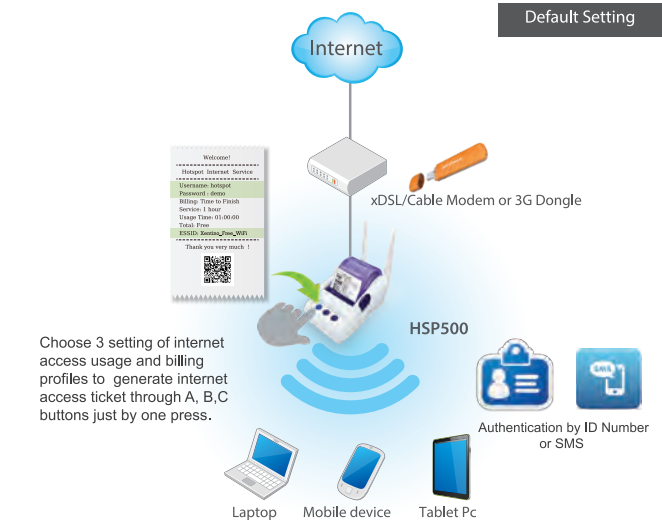 Default Setting
Internet
Welcome!
Hotspot Internet Service
Username: hotspot
Password : demo
Billing: Time to Finish
Service: 1 hour
Usage Time: 01:00:00
Total: Free
ESSID: Kenting_Free_WiFi
Thank you very much !
xDSL/Cable Modem or 3G Dongle
HSP500
Choose 3 setting of internet
access usage and billing
profiles to generate internet
access ticket through A, B,C
buttons just by one press.
SMS
Authentication by ID Number
or SMS
Laptop
Mobile device
Tablet Pc